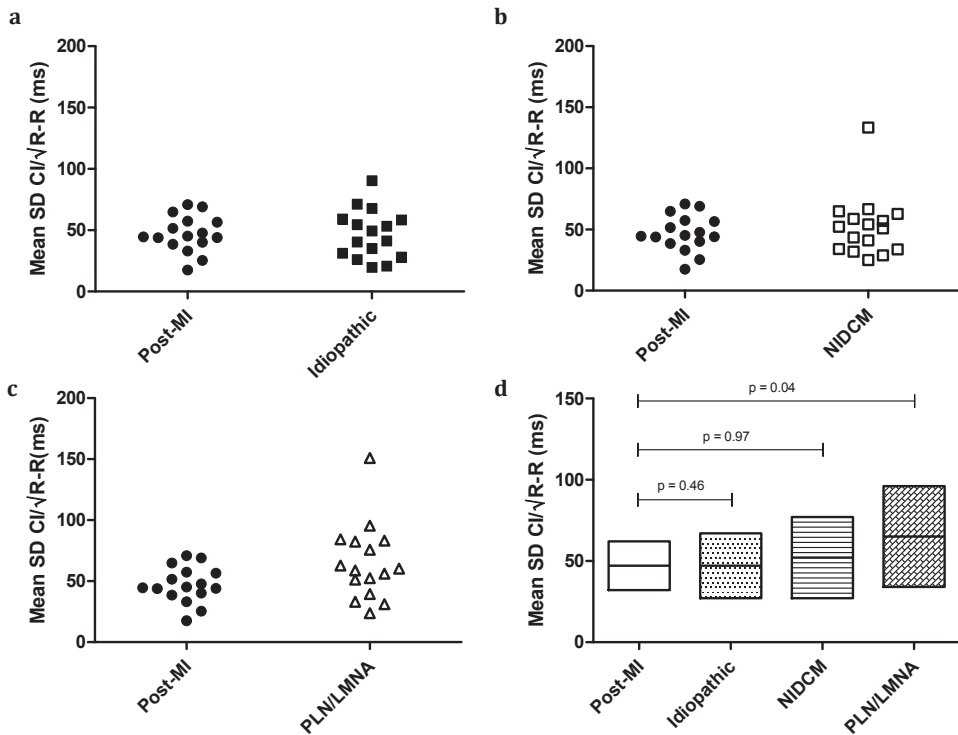 a
Mean SD CI/√R-R (ms)
200
150
100
50
0
Post-MI
Idiopathic
b
Mean SD CI/√R-R (ms)
200
150
100
50
0
Post-MI
NIDCM
c
Mean SD CI/√R-R(ms)
200
150
100
50
0
Post-MI
PLN/LMNA
d
Mean SD CI/√R-R (ms)
150
100
50
0
p = 0.04
p = 0.97
p = 0.46
Post-MI
Idiopathic
NIDCM
PLN/LMNA